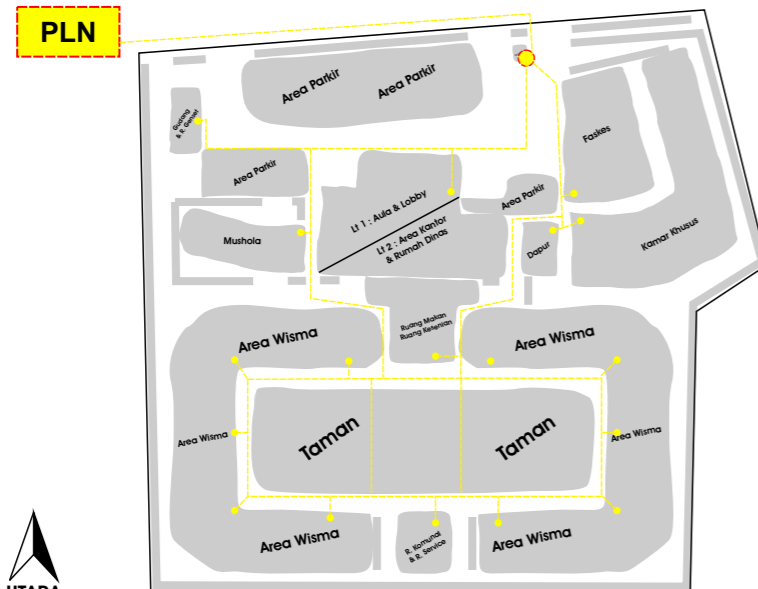 PLN
Area Parkir
Area Parkir
Gudang
& R. Genset
Faskes
Area Parkir
Lt 1 : Aula & Lobby
Area Parkir
Lt 2 : Area Kantor
& Rumah Dinas
Mushola
Dapur
Kamar Khusus
Ruang Makan
Ruang Ketenian
Area Wisma
Area Wisma
Area Wisma
Taman
Taman
Area Wisma
Area Wisma
R. Komunal
& R. Service
Area Wisma
UTARA